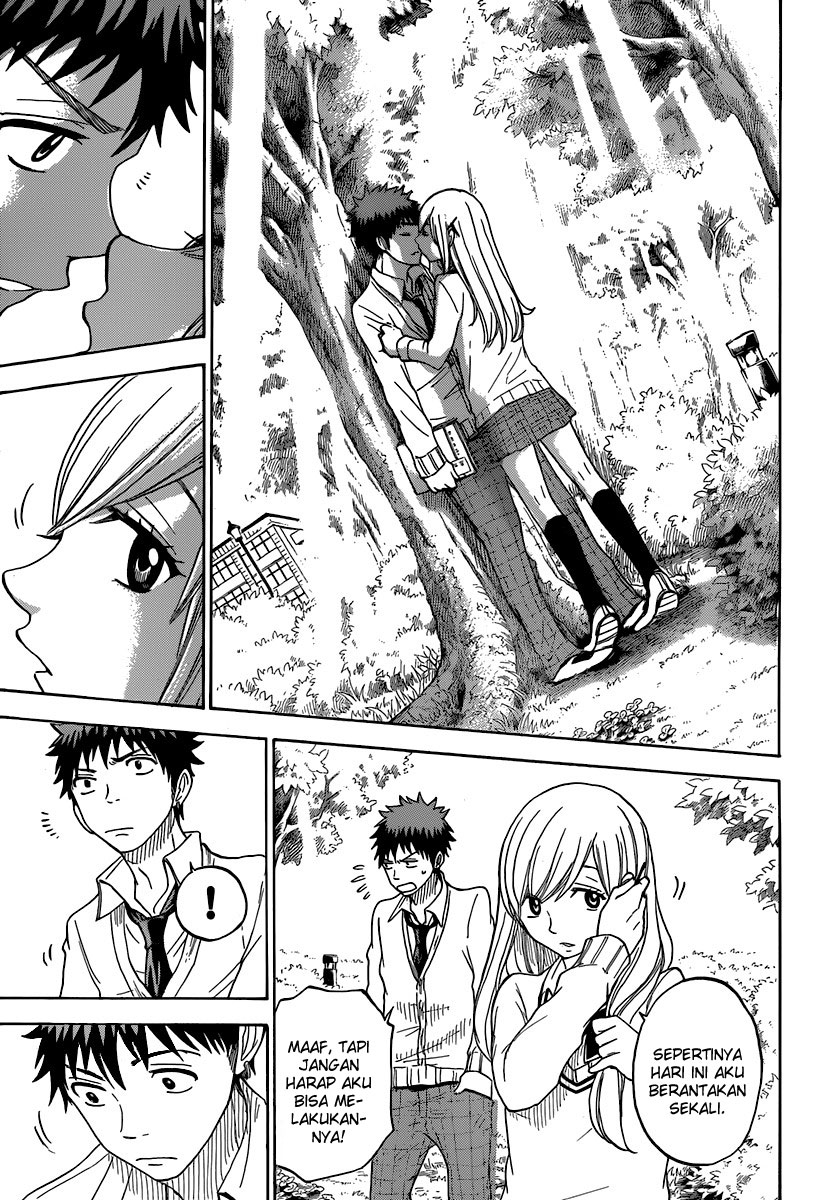 !
SEPERTINYA
HARI INI AKU
BERANTAKAN
SEKALI.
MAAF, TAPI
JANGAN
HARAP AKU
BISA ME-
LAKUKAN-
NYA!